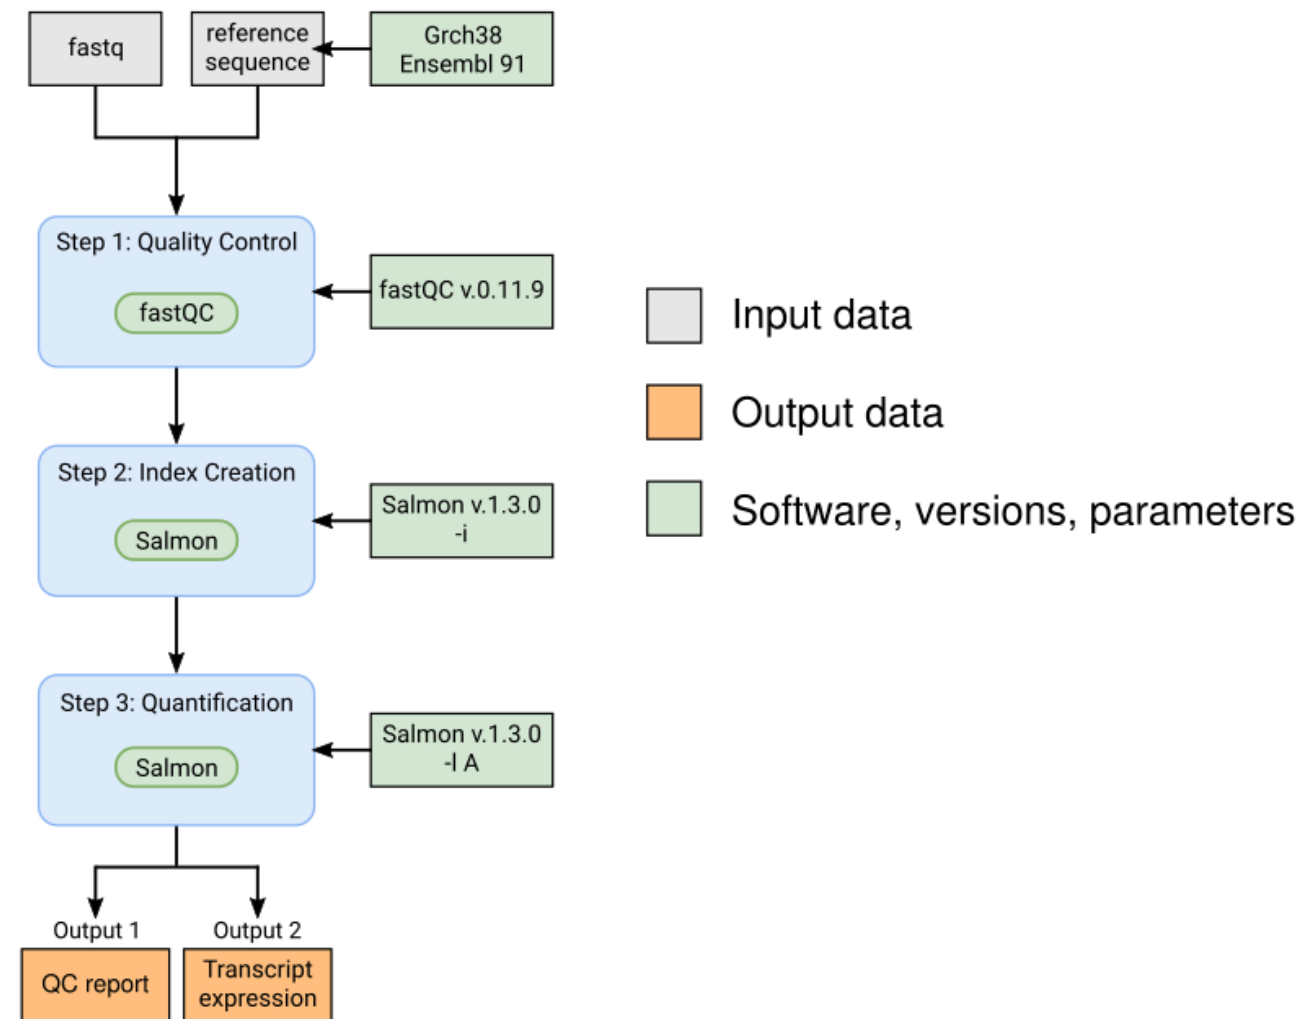 fastq
reference
sequence
Grch38
Ensembl 91
Step 1: Quality Control
fastQC
fastQC v.0.11.9
Input data
Output data
Step 2: Index Creation
Salmon
Salmon v.1.3.0
-i
Software, versions, parameters
Step 3: Quantification
Salmon
Salmon v.1.3.0
-l A
Output 1
Output 2
QC report
Transcript
expression